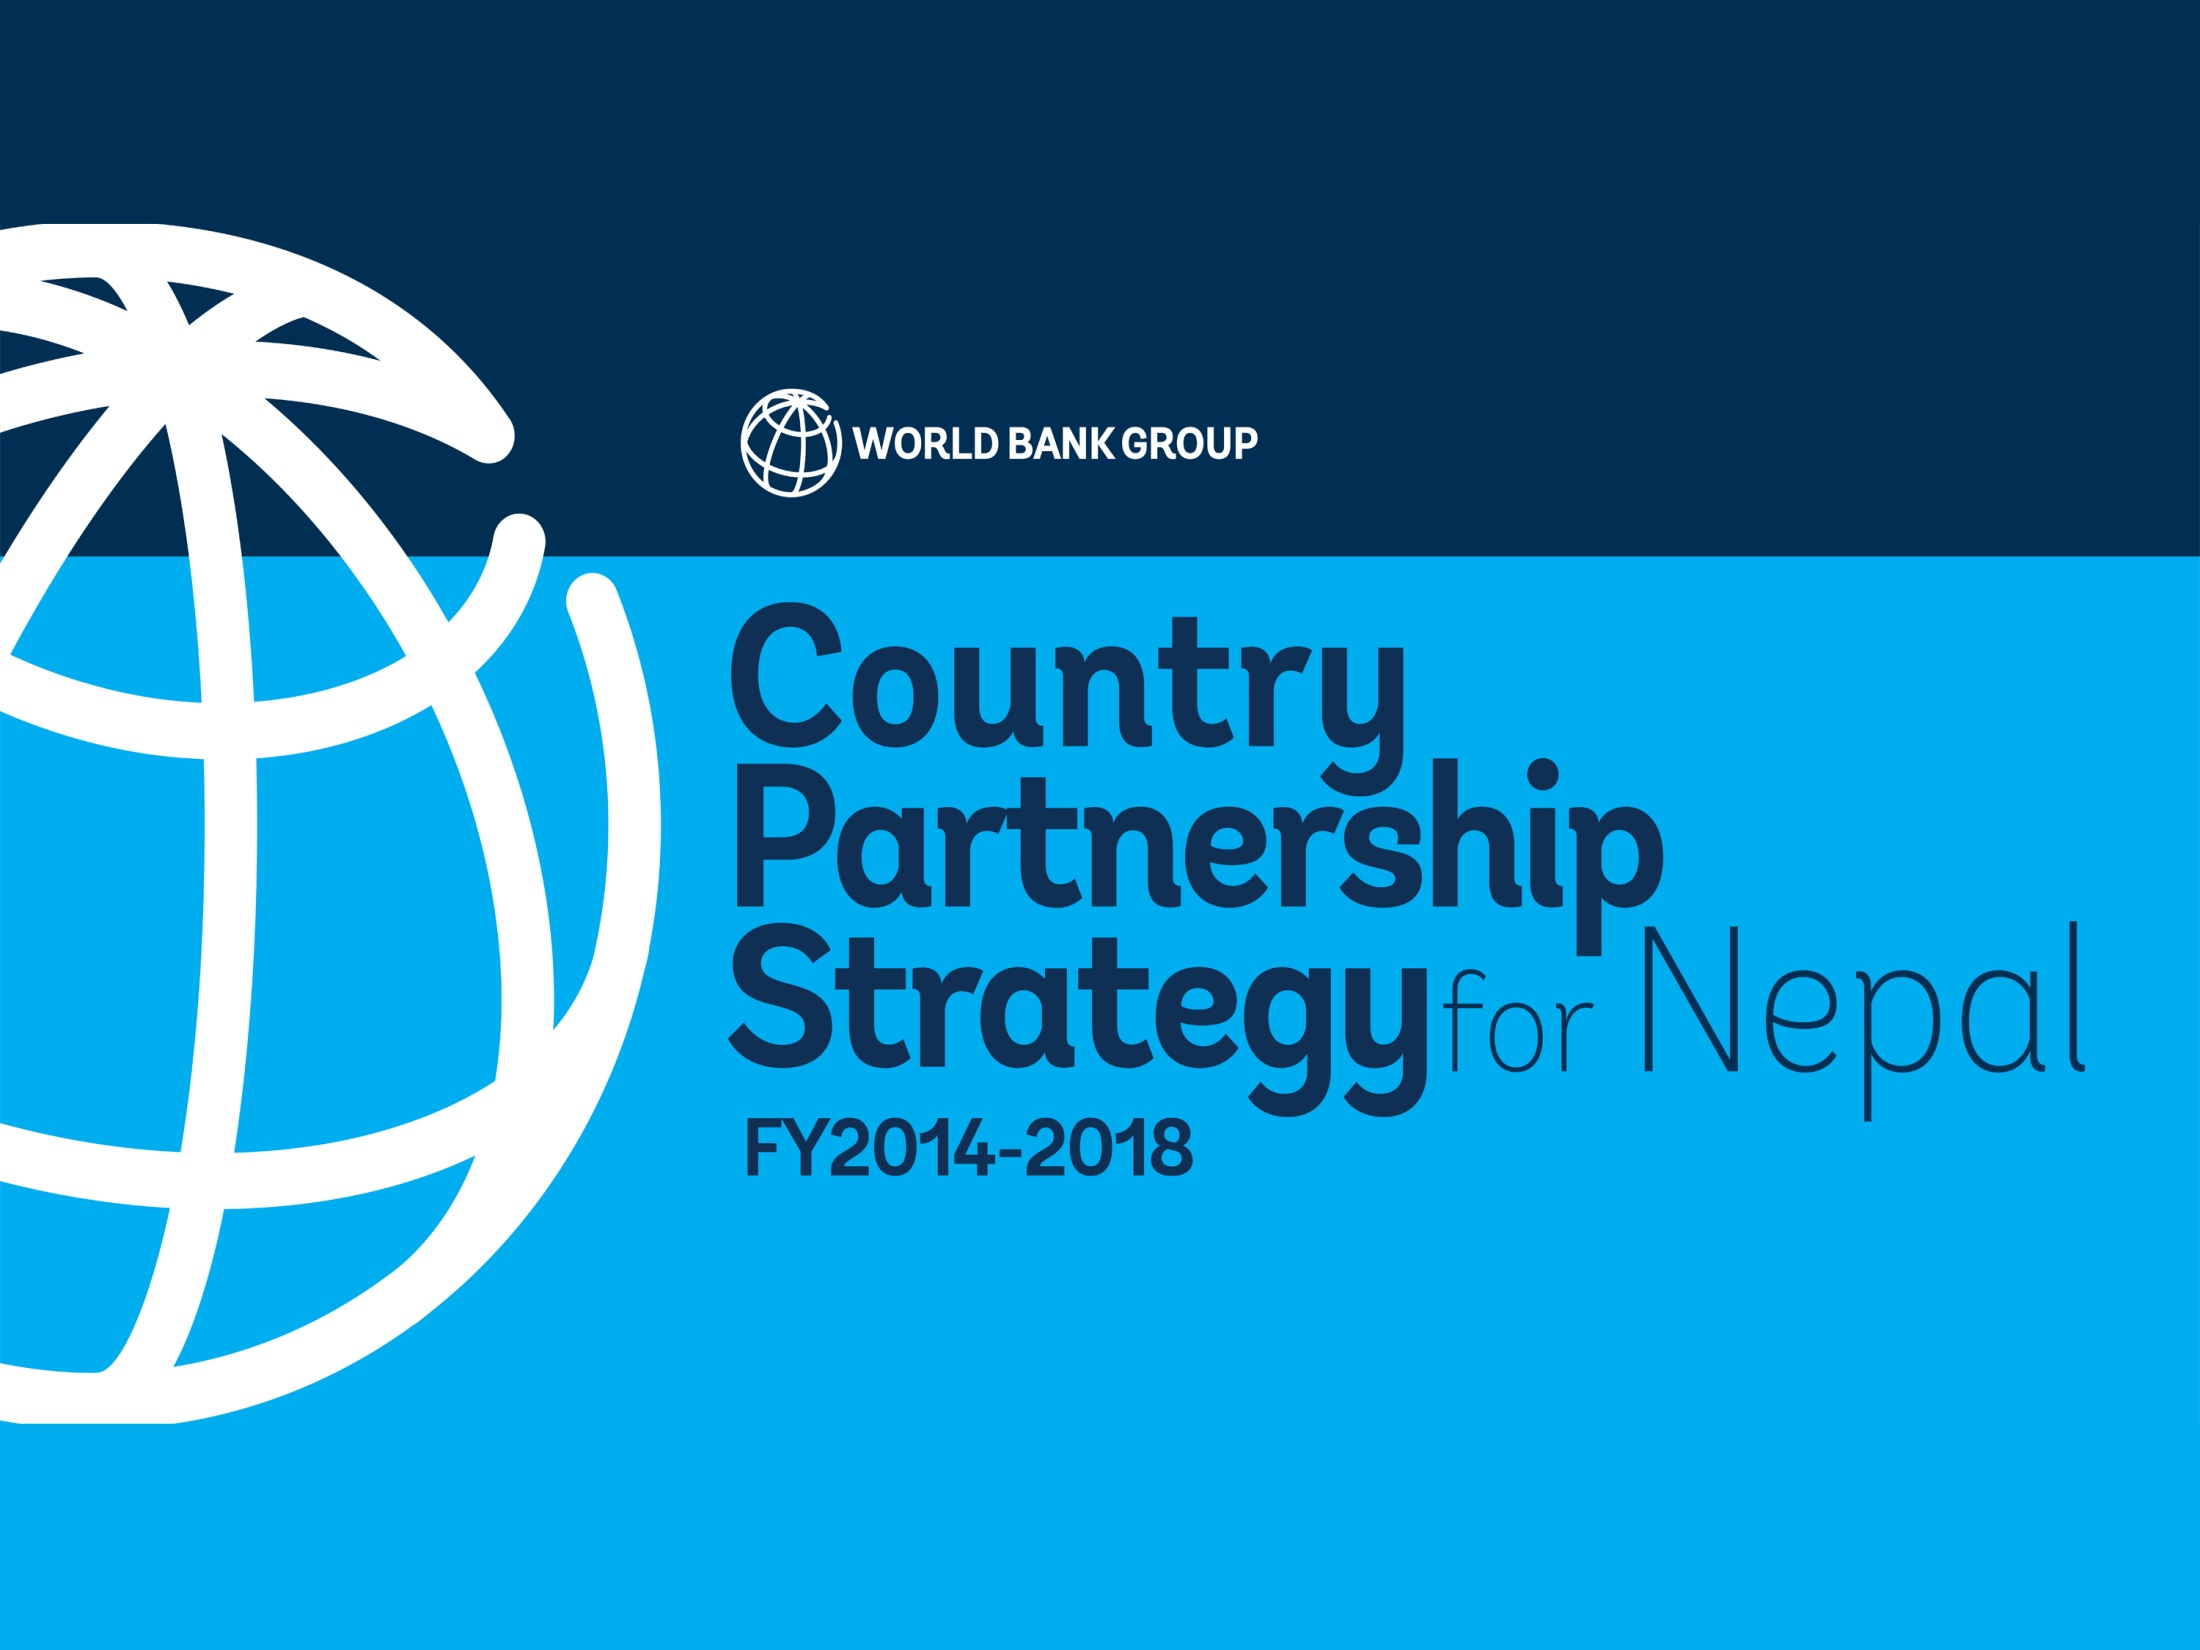 WORLD BANK GROUP
Country
Partnership
Strategy for Nepal
FY2014-2018